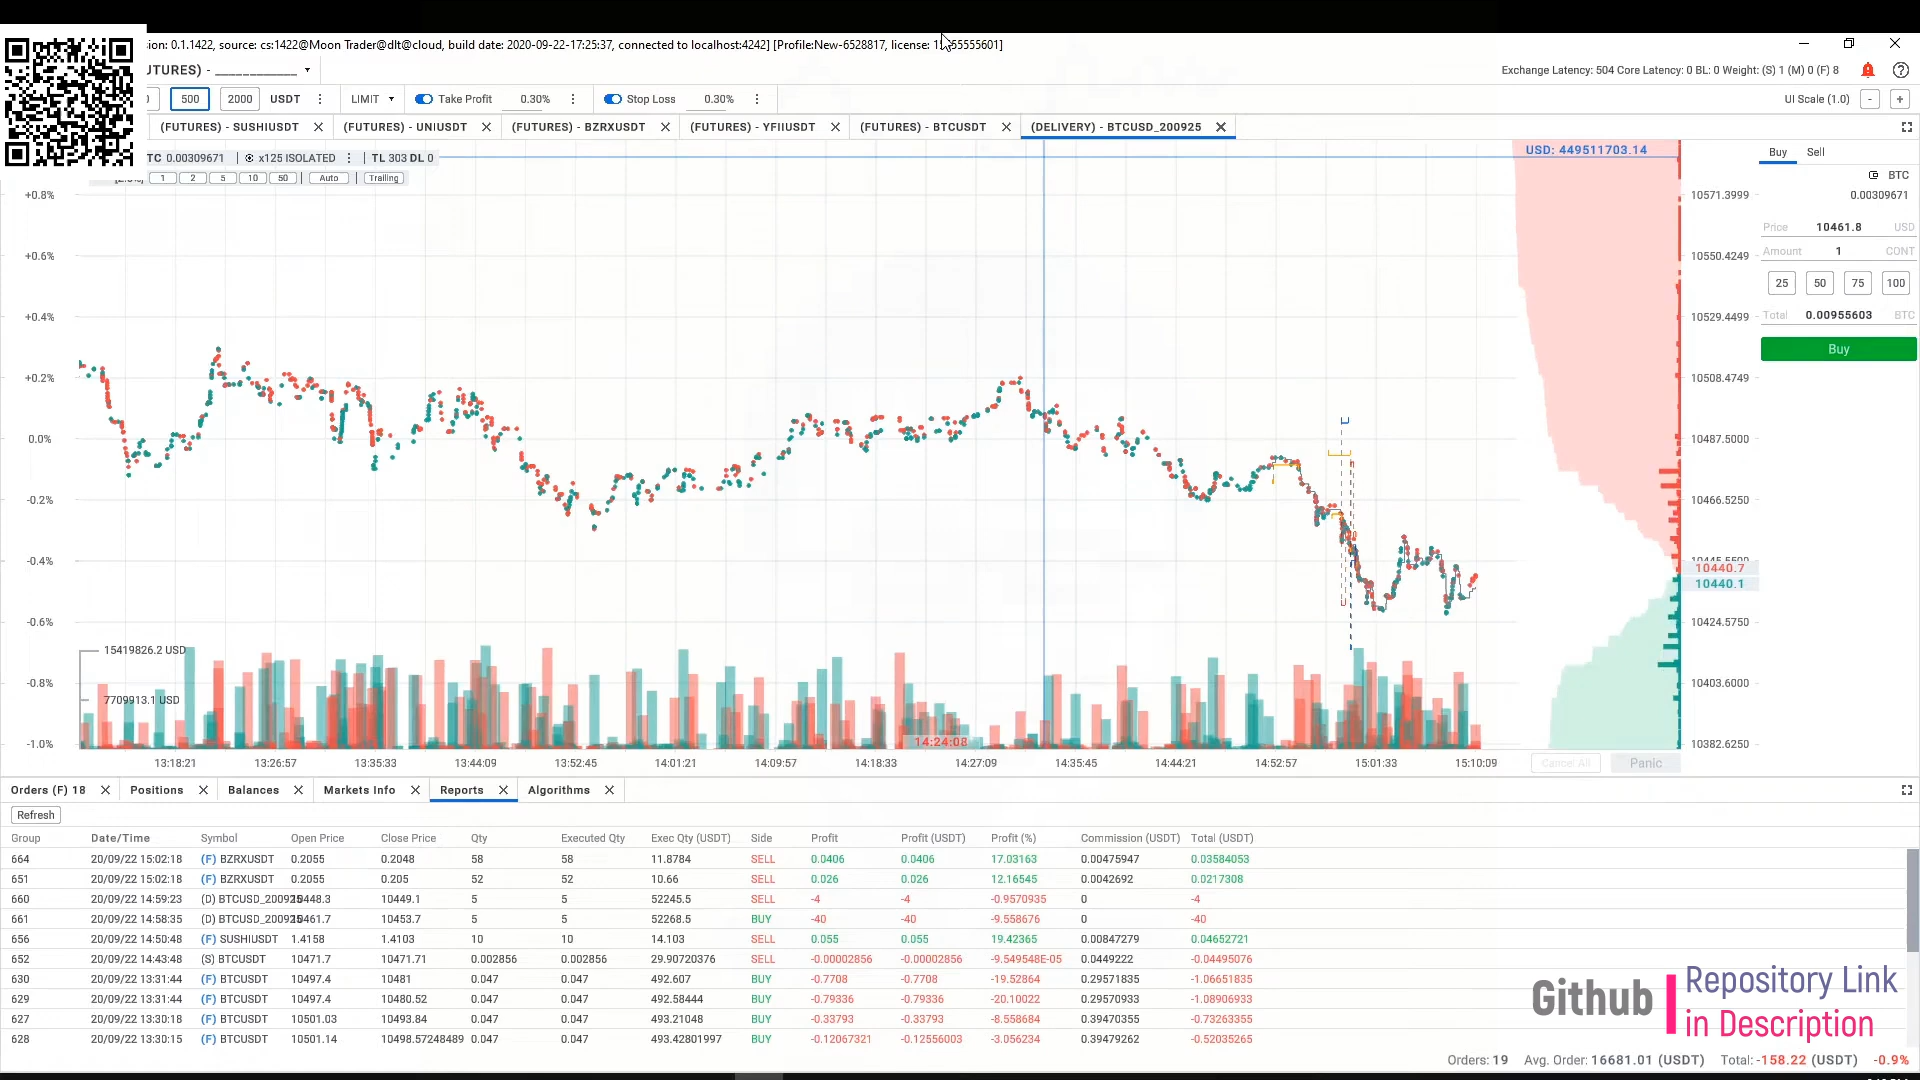 sion: 0.1.1422, source: cs:1422@Moon Trader@dlt@cloud, build date: 2020-09-22-17:25:37, connected to localhost:4242] [Profile:New-6528817, license: 1 55555601]
UTURES) - ____________
Exchange Latency: 504 Core Latency: 0 BL: 0 Weight: (S) 1 (M) 0 (F) 8
500 2000 USDT LIMIT Take Profit 0.30% Stop Loss 0.30%
UI Scale (1.0) - +
(FUTURES) - SUSHIUSDT (FUTURES) - UNIUSDT (FUTURES) - BZRXUSDT (FUTURES) - YFIIUSDT (FUTURES) - BTCUSDT (DELIVERY) - BTCUSD_200925
TC 0.00309671 x125 ISOLATED TL 303 DL 0
1 2 5 10 50 Auto Trailing
USD: 449511703.14
Buy Sell
BTC
0.00309671
Price 10461.8 USD
Amount 1 CONT
25 50 75 100
Total 0.00955603 BTC
Buy
+0.8%
+0.6%
+0.4%
+0.2%
0.0%
-0.2%
-0.4%
-0.6%
-0.8%
-1.0%
10571.3999
10550.4249
10529.4499
10508.4749
10487.5000
10466.5250
10440.7
10440.1
10424.5750
10403.6000
10382.6250
15419826.2 USD
7709913.1 USD
14:24:08
13:18:21 13:26:57 13:35:33 13:44:09 13:52:45 14:01:21 14:09:57 14:18:33 14:27:09 14:35:45 14:44:21 14:52:57 15:01:33 15:10:09
Cancel All Panic
Orders (F) 18 Positions Balances Markets Info Reports Algorithms
Refresh
Group Date/Time Symbol Open Price Close Price Qty Executed Qty Exec Qty (USDT) Side Profit Profit (USDT) Profit (%) Commission (USDT) Total (USDT)
664 20/09/22 15:02:18 (F) BZRXUSDT 0.2055 0.2048 58 58 11.8784 SELL 0.0406 0.0406 17.03163 0.00475947 0.03584053
651 20/09/22 15:02:18 (F) BZRXUSDT 0.2055 0.205 52 52 10.66 SELL 0.026 0.026 12.16545 0.0042692 0.0217308
660 20/09/22 14:59:23 (D) BTCUSD_2009 448.3 10449.1 5 5 52245.5 SELL -4 -4 -0.9570935 0 -4
661 20/09/22 14:58:35 (D) BTCUSD_2009 461.7 10453.7 5 5 52268.5 BUY -40 -40 -9.558676 0 -40
656 20/09/22 14:50:48 (F) SUSHIUSDT 1.4158 1.4103 10 10 14.103 SELL 0.055 0.055 19.42365 0.00847279 0.04652721
652 20/09/22 14:43:48 (S) BTCUSDT 10471.7 10471.71 0.002856 0.002856 29.90720376 SELL -0.00002856 -0.00002856 -9.549548E-05 0.0449222 -0.04495076
630 20/09/22 13:31:44 (F) BTCUSDT 10497.4 10481 0.047 0.047 492.607 BUY -0.7708 -0.7708 -19.52864 0.29571835 -1.06651835
629 20/09/22 13:31:44 (F) BTCUSDT 10497.4 10480.52 0.047 0.047 492.58444 BUY -0.79336 -0.79336 -20.10022 0.29570933 -1.08906933
627 20/09/22 13:30:18 (F) BTCUSDT 10501.03 10493.84 0.047 0.047 493.21048 BUY -0.33793 -0.33793 -8.558684 0.39470355 -0.73263355
628 20/09/22 13:30:15 (F) BTCUSDT 10501.14 10498.57248489 0.047 0.047 493.42801997 BUY -0.12067321 -0.12556003 -3.056234 0.39479262 -0.52035265
Github
Repository Link
in Description
Orders: 19 Avg. Order: 16681.01 (USDT) Total: -158.22 (USDT) -0.9%